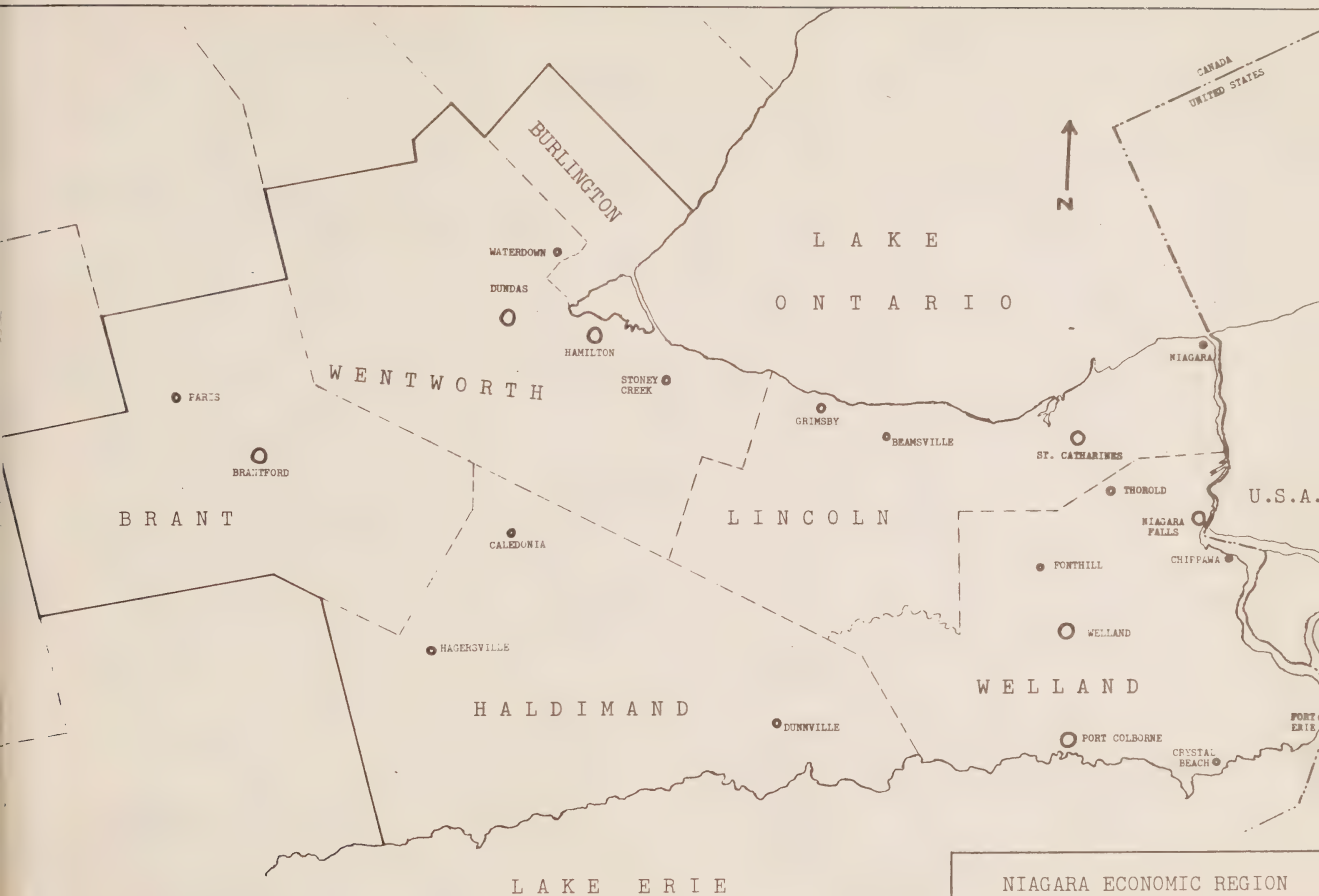 CANADA
UNITED STATES
BURLINGTON
N
WATERDOWN
LAKE
ONTARIO
DUNDAS
HAMILTON
NIAGARA
WENTWORTH
STONEY
CREEK
PARIS
GRIMSBY
BEAMSVILLE
ST. CATHARINES
BRANTFORD
THOROLD
U.S.A.
BRANT
LINCOLN
NIAGARA
FALLS
CALEDONIA
CHIPPAWA
FONTHILL
WELLAND
HAGERSVILLE
WELLAND
HALDIMAND
DUNNVILLE
FORT
ERIE
PORT COLBORNE
CRYSTAL
BEACH
LAKE ERIE
NIAGARA ECONOMIC REGION